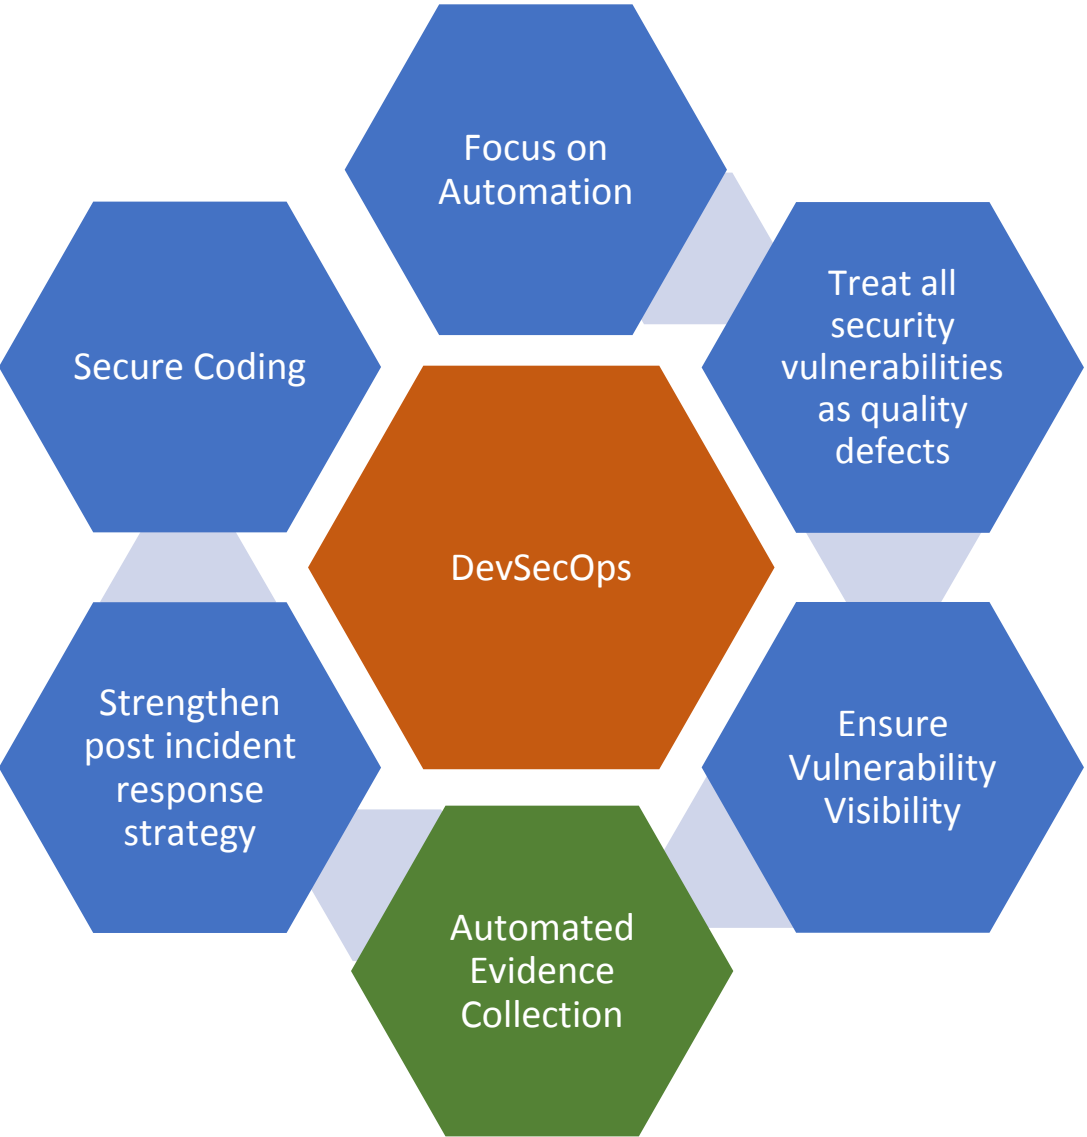 Focus on
Automation
Treat all
security
vulnerabilities
as quality
defects
Secure Coding
DevSecOps
Strengthen
post incident
response
strategy
Ensure
Vulnerability
Visibility
Automated
Evidence
Collection